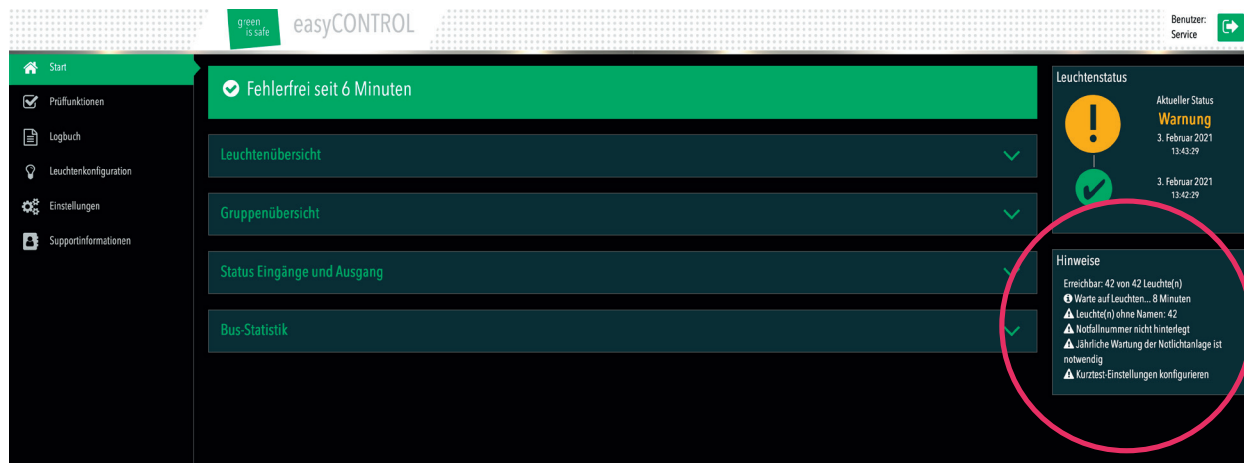 green
is safe
easyCONTROL
Benutzer:
Service
Start
Prüffunktionen
Logbuch
Leuchtenkonfiguration
Einstellungen
Supportinformationen
Fehlerfrei seit 6 Minuten
Leuchtenübersicht
Gruppenübersicht
Status Eingänge und Ausgang
Bus-Statistik
Leuchtenstatus
Aktueller Status
Warnung
3. Februar 2021
13:43:29
3. Februar 2021
13:42:29
Hinweise
Erreichbar: 42 von 42 Leuchte(n)
Warte auf Leuchten... 8 Minuten
Leuchte(n) ohne Namen: 42
Notfallnummer nicht hinterlegt
Jährliche Wartung der Notlichtanlage ist
notwendig
Kurztest-Einstellungen konfigurieren